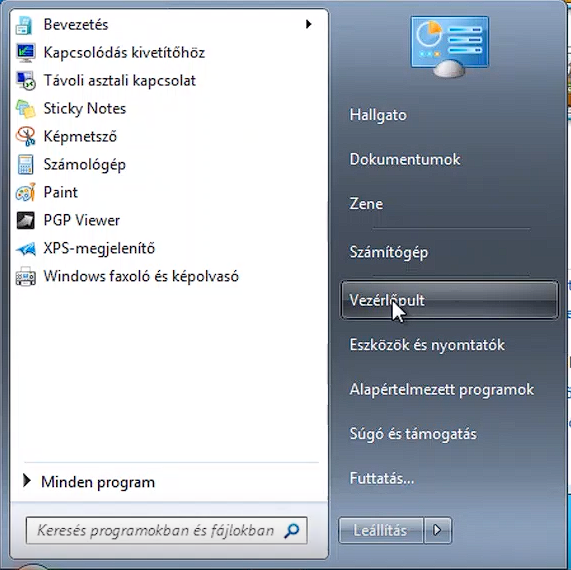 Bevezetés
Kapcsolódás kivetítőhöz
Távoli asztali kapcsolat
Sticky Notes
Képmetsző
Számológép
Paint
PGP Viewer
XPS-megjelenítő
Windows faxoló és képolvasó
Minden program
Keresés programokban és fájlokban
Hallgato
Dokumentumok
Zene
Számítógép
Vezérlőpult
Eszközök és nyomtatók
Alapértelmezett programok
Súgó és támogatás
Futtatás...
Leállítás